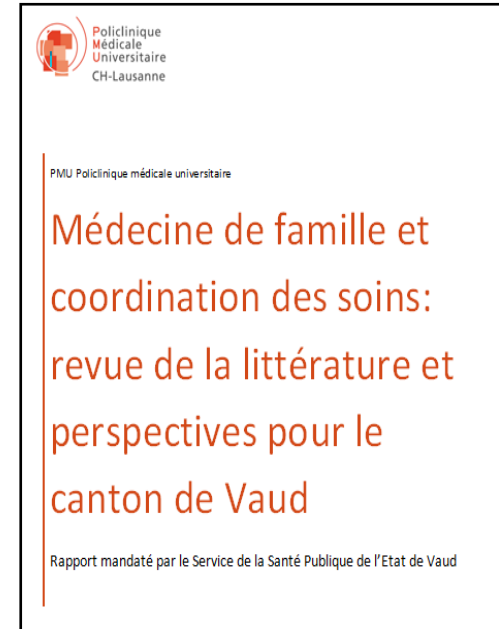 Policlinique
Médicale
Universitaire
CH-Lausanne
PMU Policlinique médicale universitaire
Médecine de famille et
coordination des soins:
revue de la littérature et
perspectives pour le
canton de Vaud
Rapport mandaté par le Service de la Santé Publique de l'Etat de Vaud